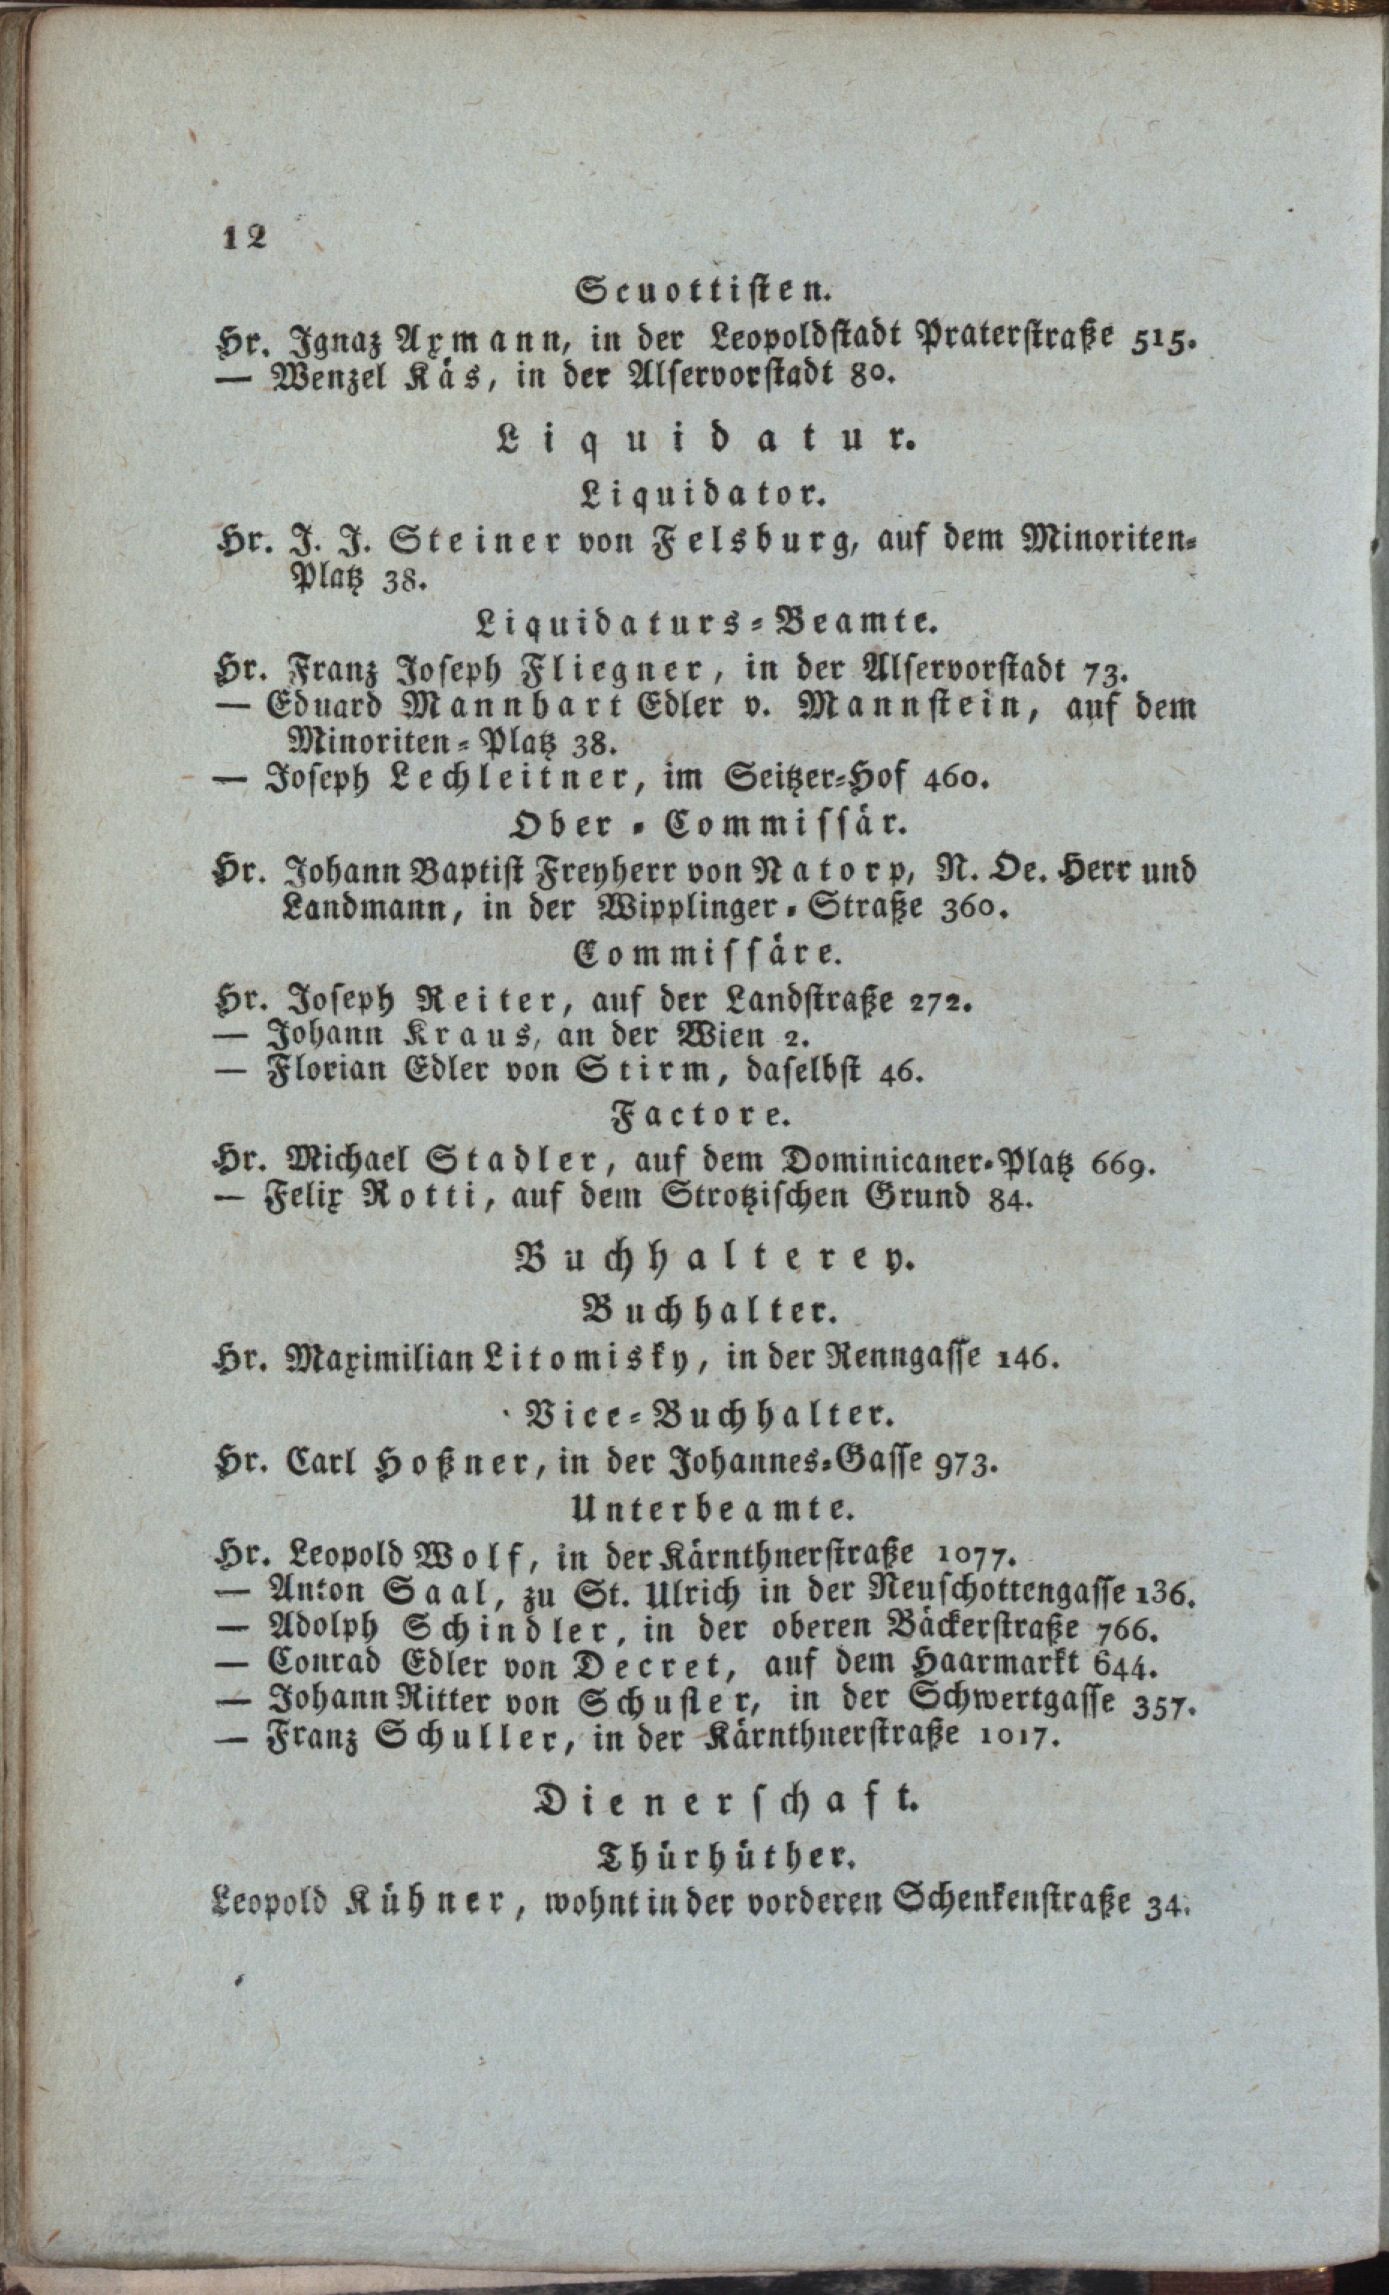 12
Scuottisten.
Hr. Ignaz Axmann, in der Leopoldstadt Praterstraße 515.
— Wenzel Käs, in der Alservorstadt 80.
Liquidatur.
Liquidator.
Hr. J. J. Steiner von Felsburg, auf dem Minoriten-
Platz 38.
Liquidaturs-Beamte.
Hr. Franz Joseph Fliegner, in der Alservorstadt 73.
— Eduard Mannhart Edler v. Mannstein, auf dem
Minoriten-Platz 38.
— Joseph Lechleitner, im Seitzer-Hof 460.
Ober-Commissär.
Hr. Johann Baptist Freyherr von Natorp, N. Oe. Herr und
Landmann, in der Wipplinger-Straße 360.
Commissäre.
Hr. Joseph Reiter, auf der Landstraße 272.
— Johann Kraus, an der Wien 2.
— Florian Edler von Stirm, daselbst 46.
Factore.
Hr. Michael Stadler, auf dem Dominicaner-Platz 669.
— Felix Rotti, auf dem Strotzischen Grund 84.
Buchhalterey.
Buchhalter.
Hr. Maximilian Litomisky, in der Renngasse 146.
Vice-Buchhalter.
Hr. Carl Hoßner, in der Johannes-Gasse 973.
Unterbeamte.
Hr. Leopold Wolf, in der Kärnthnerstraße 1077.
— Anton Saal, zu St. Ulrich in der Neuschottengasse 136.
— Adolph Schindler, in der oberen Bäckerstraße 766.
— Conrad Edler von Decret, auf dem Haarmarkt 644.
— Johann Ritter von Schuster, in der Schwertgasse 357.
— Franz Schuller, in der Kärnthnerstraße 1017.
Dienerschaft.
Thürhüther.
Leopold Kühner, wohnt in der vorderen Schenkenstraße 34.